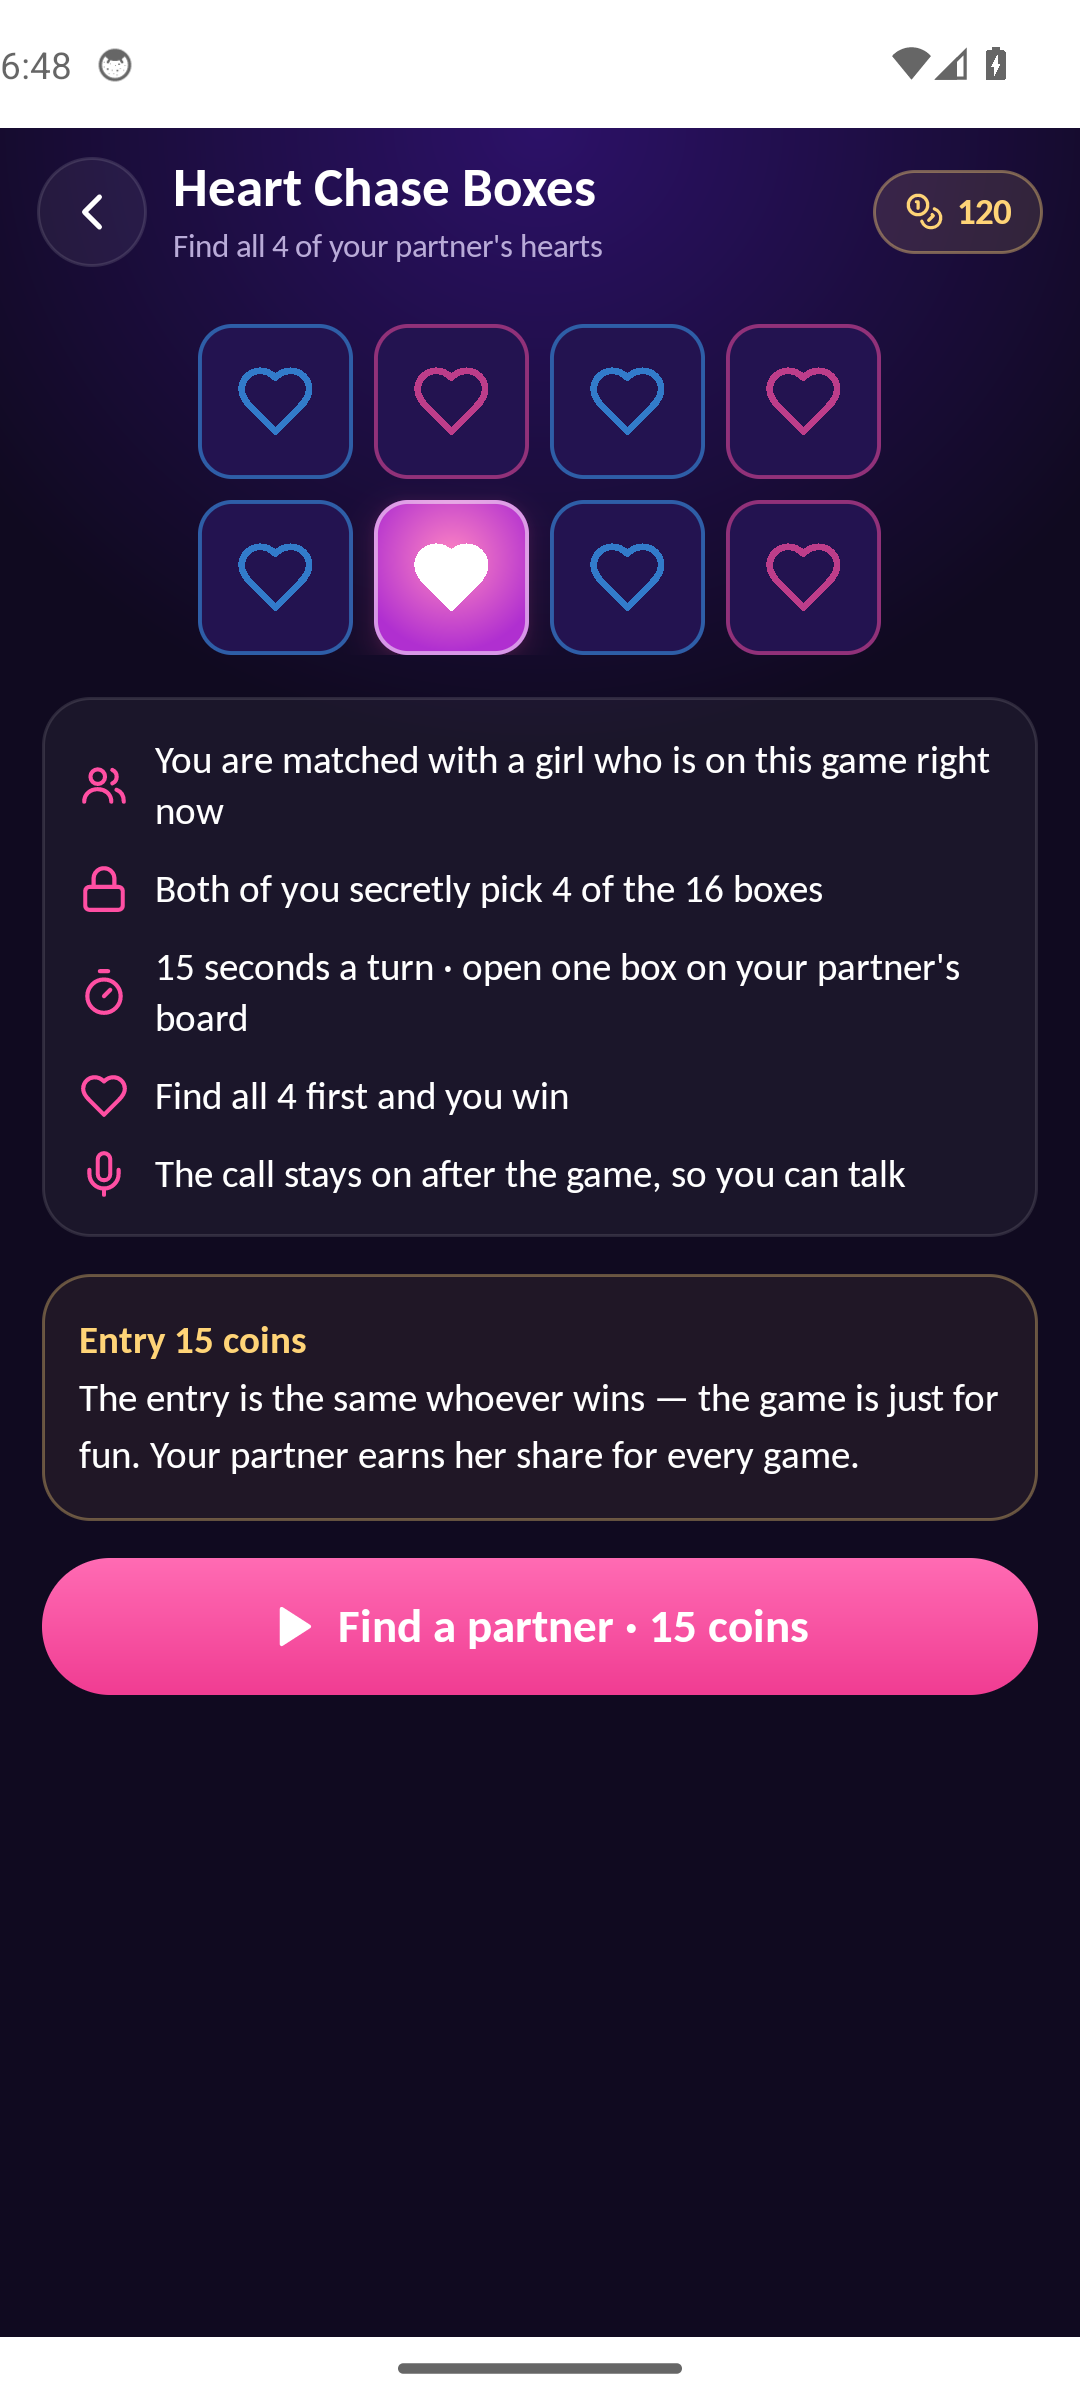 6:48
Heart Chase Boxes
Find all 4 of your partner's hearts
120
You are matched with a girl who is on this game right
now
Both of you secretly pick 4 of the 16 boxes
15 seconds a turn · open one box on your partner's
board
Find all 4 first and you win
The call stays on after the game, so you can talk
Entry 15 coins
The entry is the same whoever wins — the game is just for
fun. Your partner earns her share for every game.
Find a partner · 15 coins